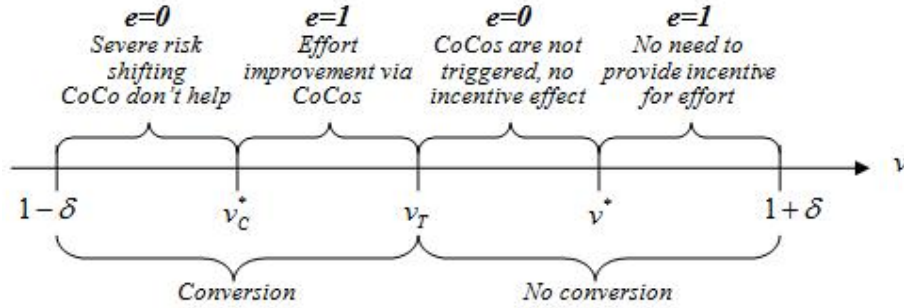 e=0 e=1 e=0 e=1
Severe risk Effort CoCos are not No need to
shifting improvement via triggered, no provide incentive
CoCo don't help CoCos incentive effect for effort
v
1 − δ v*C vT v* 1 + δ
Conversion No conversion